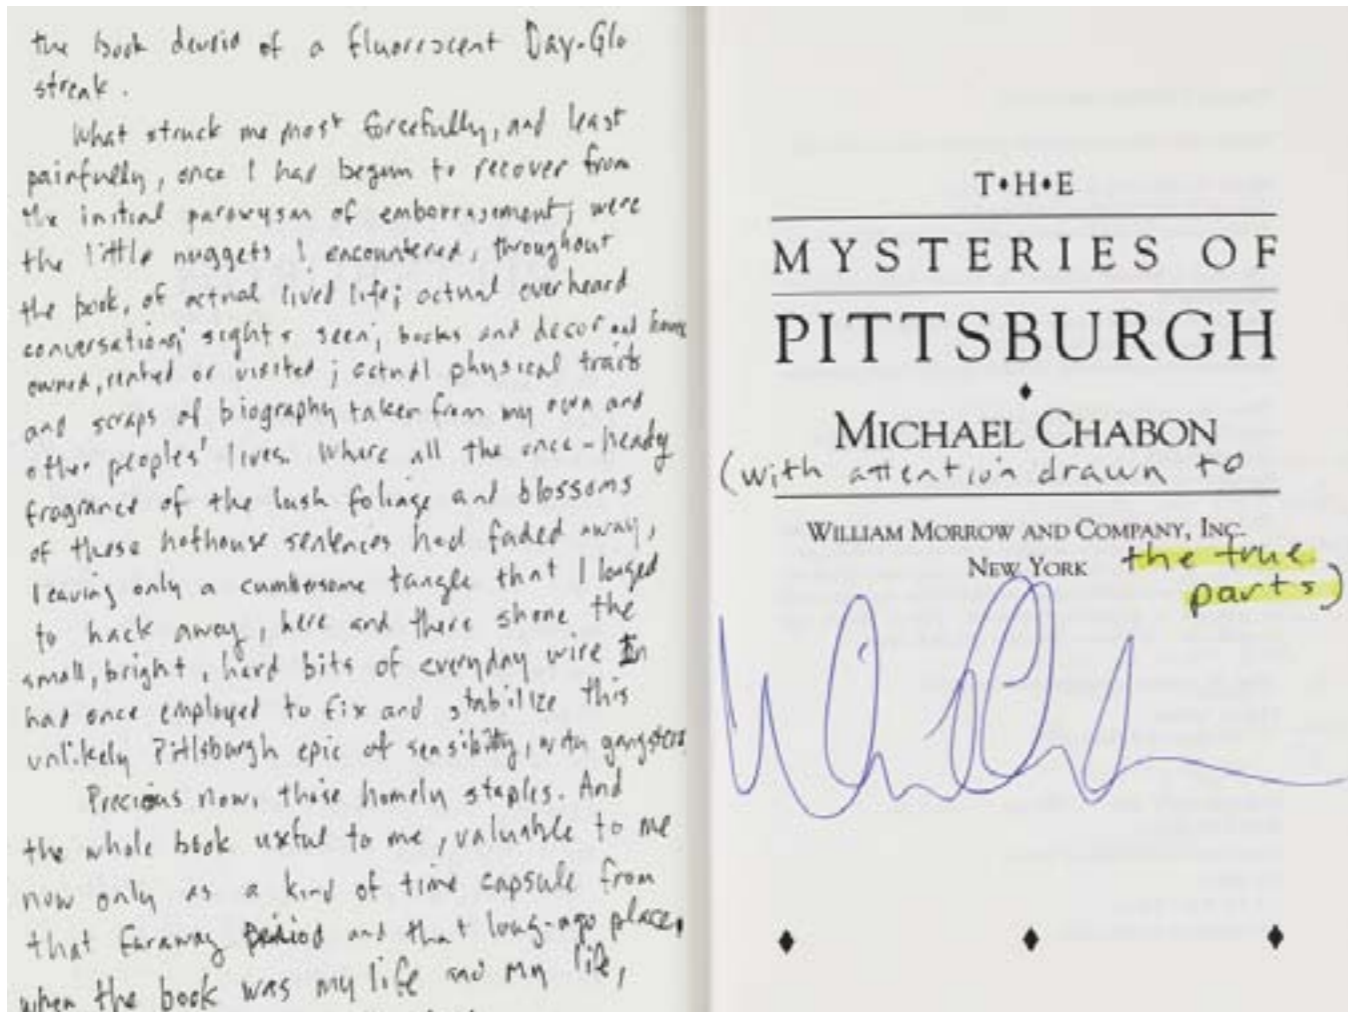 the book devoid of a fluorescent Day-Glo
streak.
What struck me most forcefully, and least
painfully, once I had begun to recover from
the initial paroxysm of embarrasment, were
the little nuggets I encountered, throughout
the book, of actual lived life; actual overheard
conversations; sights seen; books and decor and
owned, rented or visited; actual physical traits
and scraps of biography taken from my own and
other peoples' lives. Where all the once-heady
fragrance of the lush foliage and blossoms
of those hothouse sentences had faded away,
leaving only a cumbersome tangle that I longed
to hack away, here and there shone the
small, bright, hard bits of everyday wire I
had once employed to fix and stabilize this
unlikely Pittsburgh epic of sensibility, with gangsters
Precious now, those homely staples. And
the whole book useful to me, valuable to me
now only as a kind of time capsule from
that faraway period and that long-ago place,
when the book was my life and my life,
T•H•E
MYSTERIES OF
PITTSBURGH
MICHAEL CHABON
(with attention drawn to
WILLIAM MORROW AND COMPANY, INC.
NEW YORK
the true
parts)